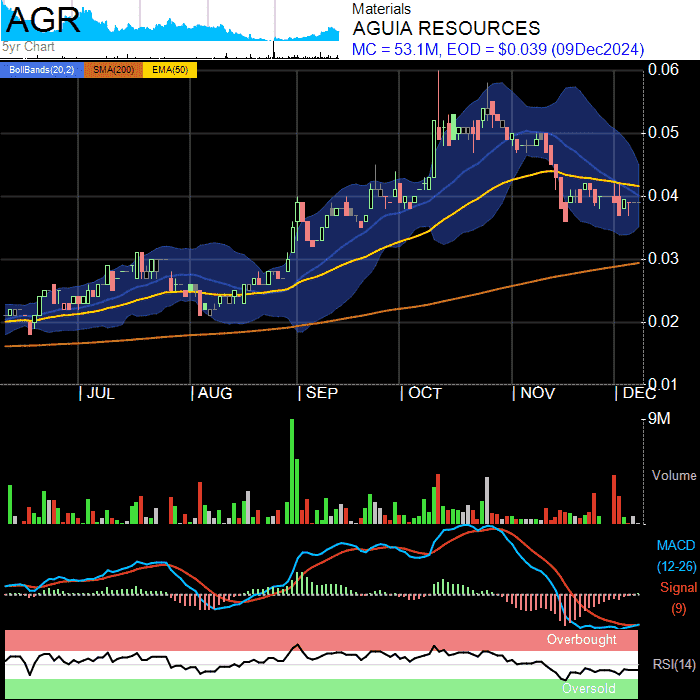 AGR
5yr Chart
Materials
AGUIA RESOURCES
MC = 53.1M, EOD = $0.039 (09Dec2024)
BollBands(20,2) SMA(200) EMA(50)
0.06
0.05
0.04
0.03
0.02
0.01
| JUL | AUG | SEP | OCT | NOV | DEC
9M
Volume
MACD
(12-26)
Signal
(9)
Overbought
RSI(14)
Oversold